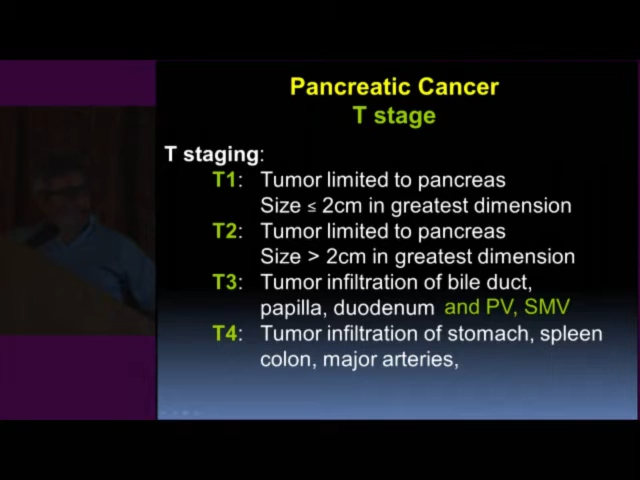 Pancreatic Cancer
T stage
T staging:
T1: Tumor limited to pancreas
Size ≤ 2cm in greatest dimension
T2: Tumor limited to pancreas
Size > 2cm in greatest dimension
T3: Tumor infiltration of bile duct,
papilla, duodenum and PV, SMV
T4: Tumor infiltration of stomach, spleen
colon, major arteries,